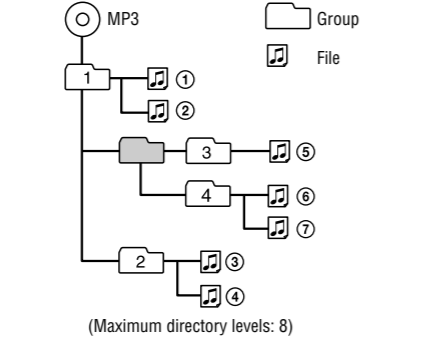 MP3
Group
File
1
①
②
3
⑤
4
⑥
⑦
2
③
④
(Maximum directory levels: 8)